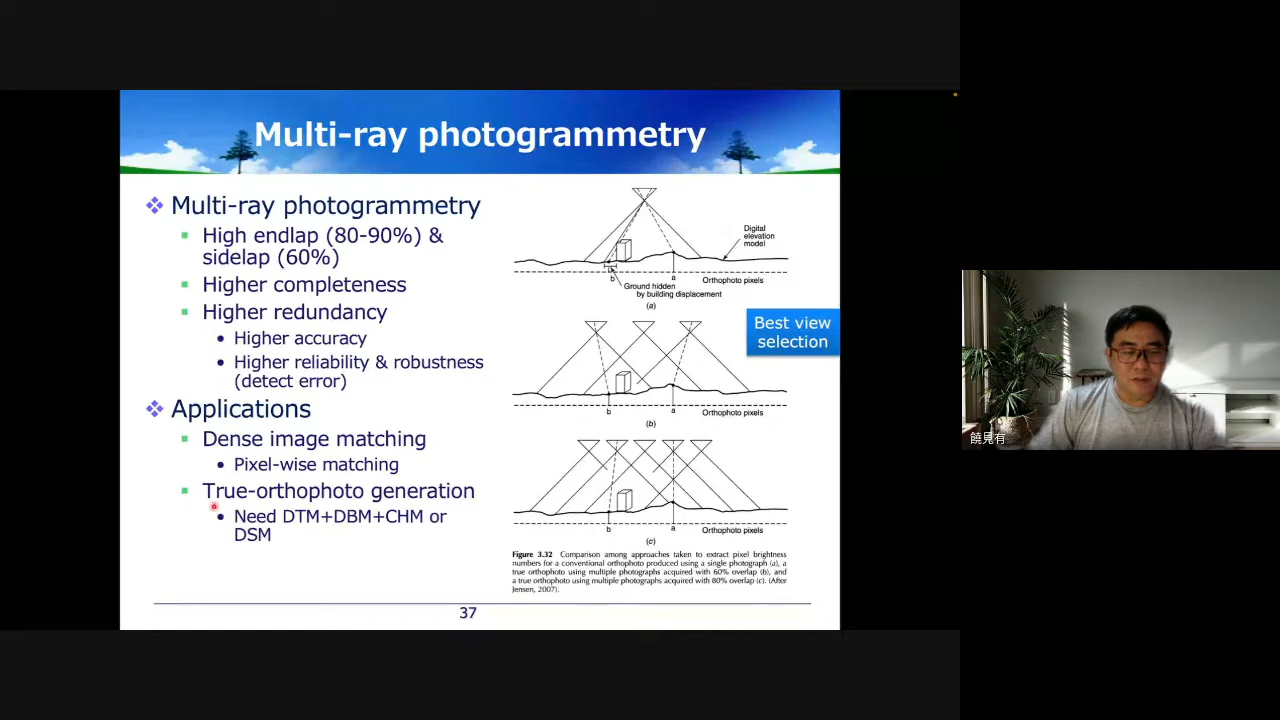 Multi-ray photogrammetry
Multi-ray photogrammetry
High endlap (80-90%) &
sidelap (60%)
Higher completeness
Higher redundancy
Higher accuracy
Higher reliability & robustness
(detect error)
Applications
Dense image matching
Pixel-wise matching
True-orthophoto generation
Need DTM+DBM+CHM or
DSM
Digital
elevation
model
b
a
Orthophoto pixels
Ground hidden
by building displacement
(a)
Best view
selection
b
a
Orthophoto pixels
(b)
b
a
Orthophoto pixels
(c)
Figure 3.32 Comparison among approaches taken to extract pixel brightness
numbers for a conventional orthophoto produced using a single photograph (a), a
true orthophoto using multiple photographs acquired with 60% overlap (b), and
a true orthophoto using multiple photographs acquired with 80% overlap (c). (After
Jensen, 2007).
37
饒見有